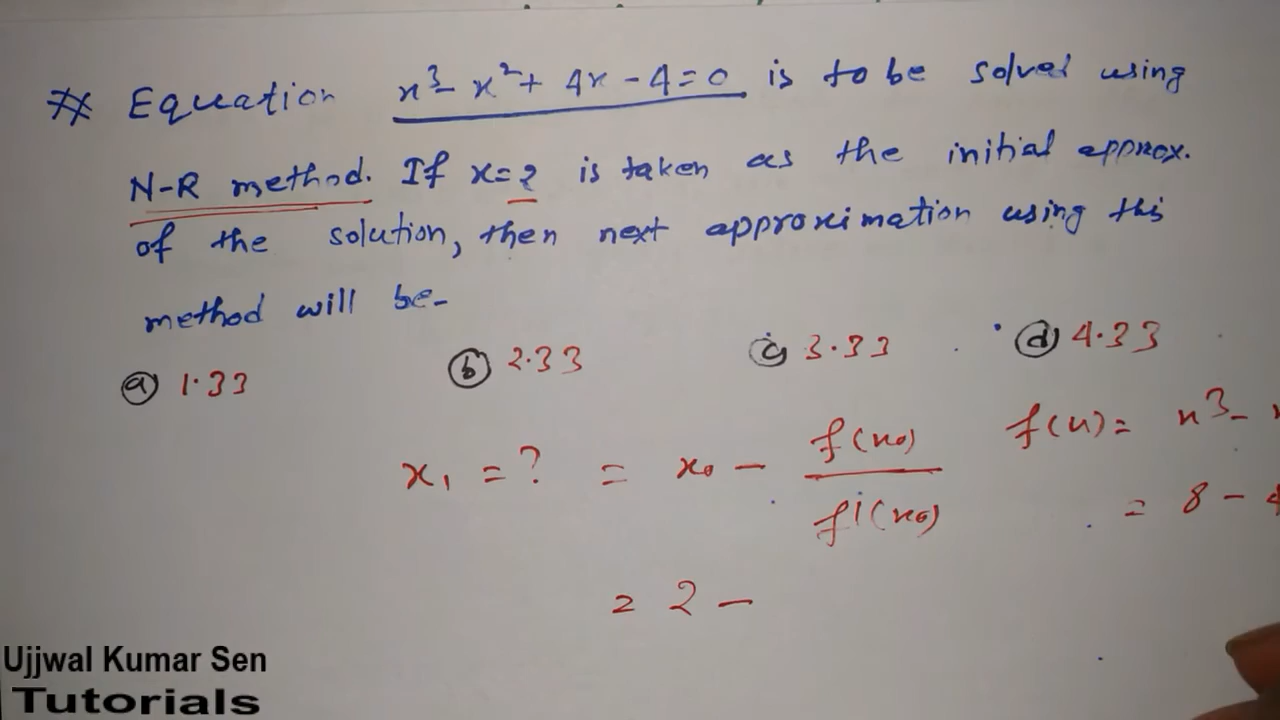 ** Equation x³- x²+ 4x - 4 = 0 is to be solved using
N-R method. If x=2 is taken as the initial approx.
of the solution, then next approximation using this
method will be-
(a) 1.33 (b) 2.33 (c) 3.33 (d) 4.33
x₁ = ? = x₀ - f(x₀) / f'(x₀) f(x) = x³-
= 8 -
= 2 -
Ujjwal Kumar Sen
Tutorials